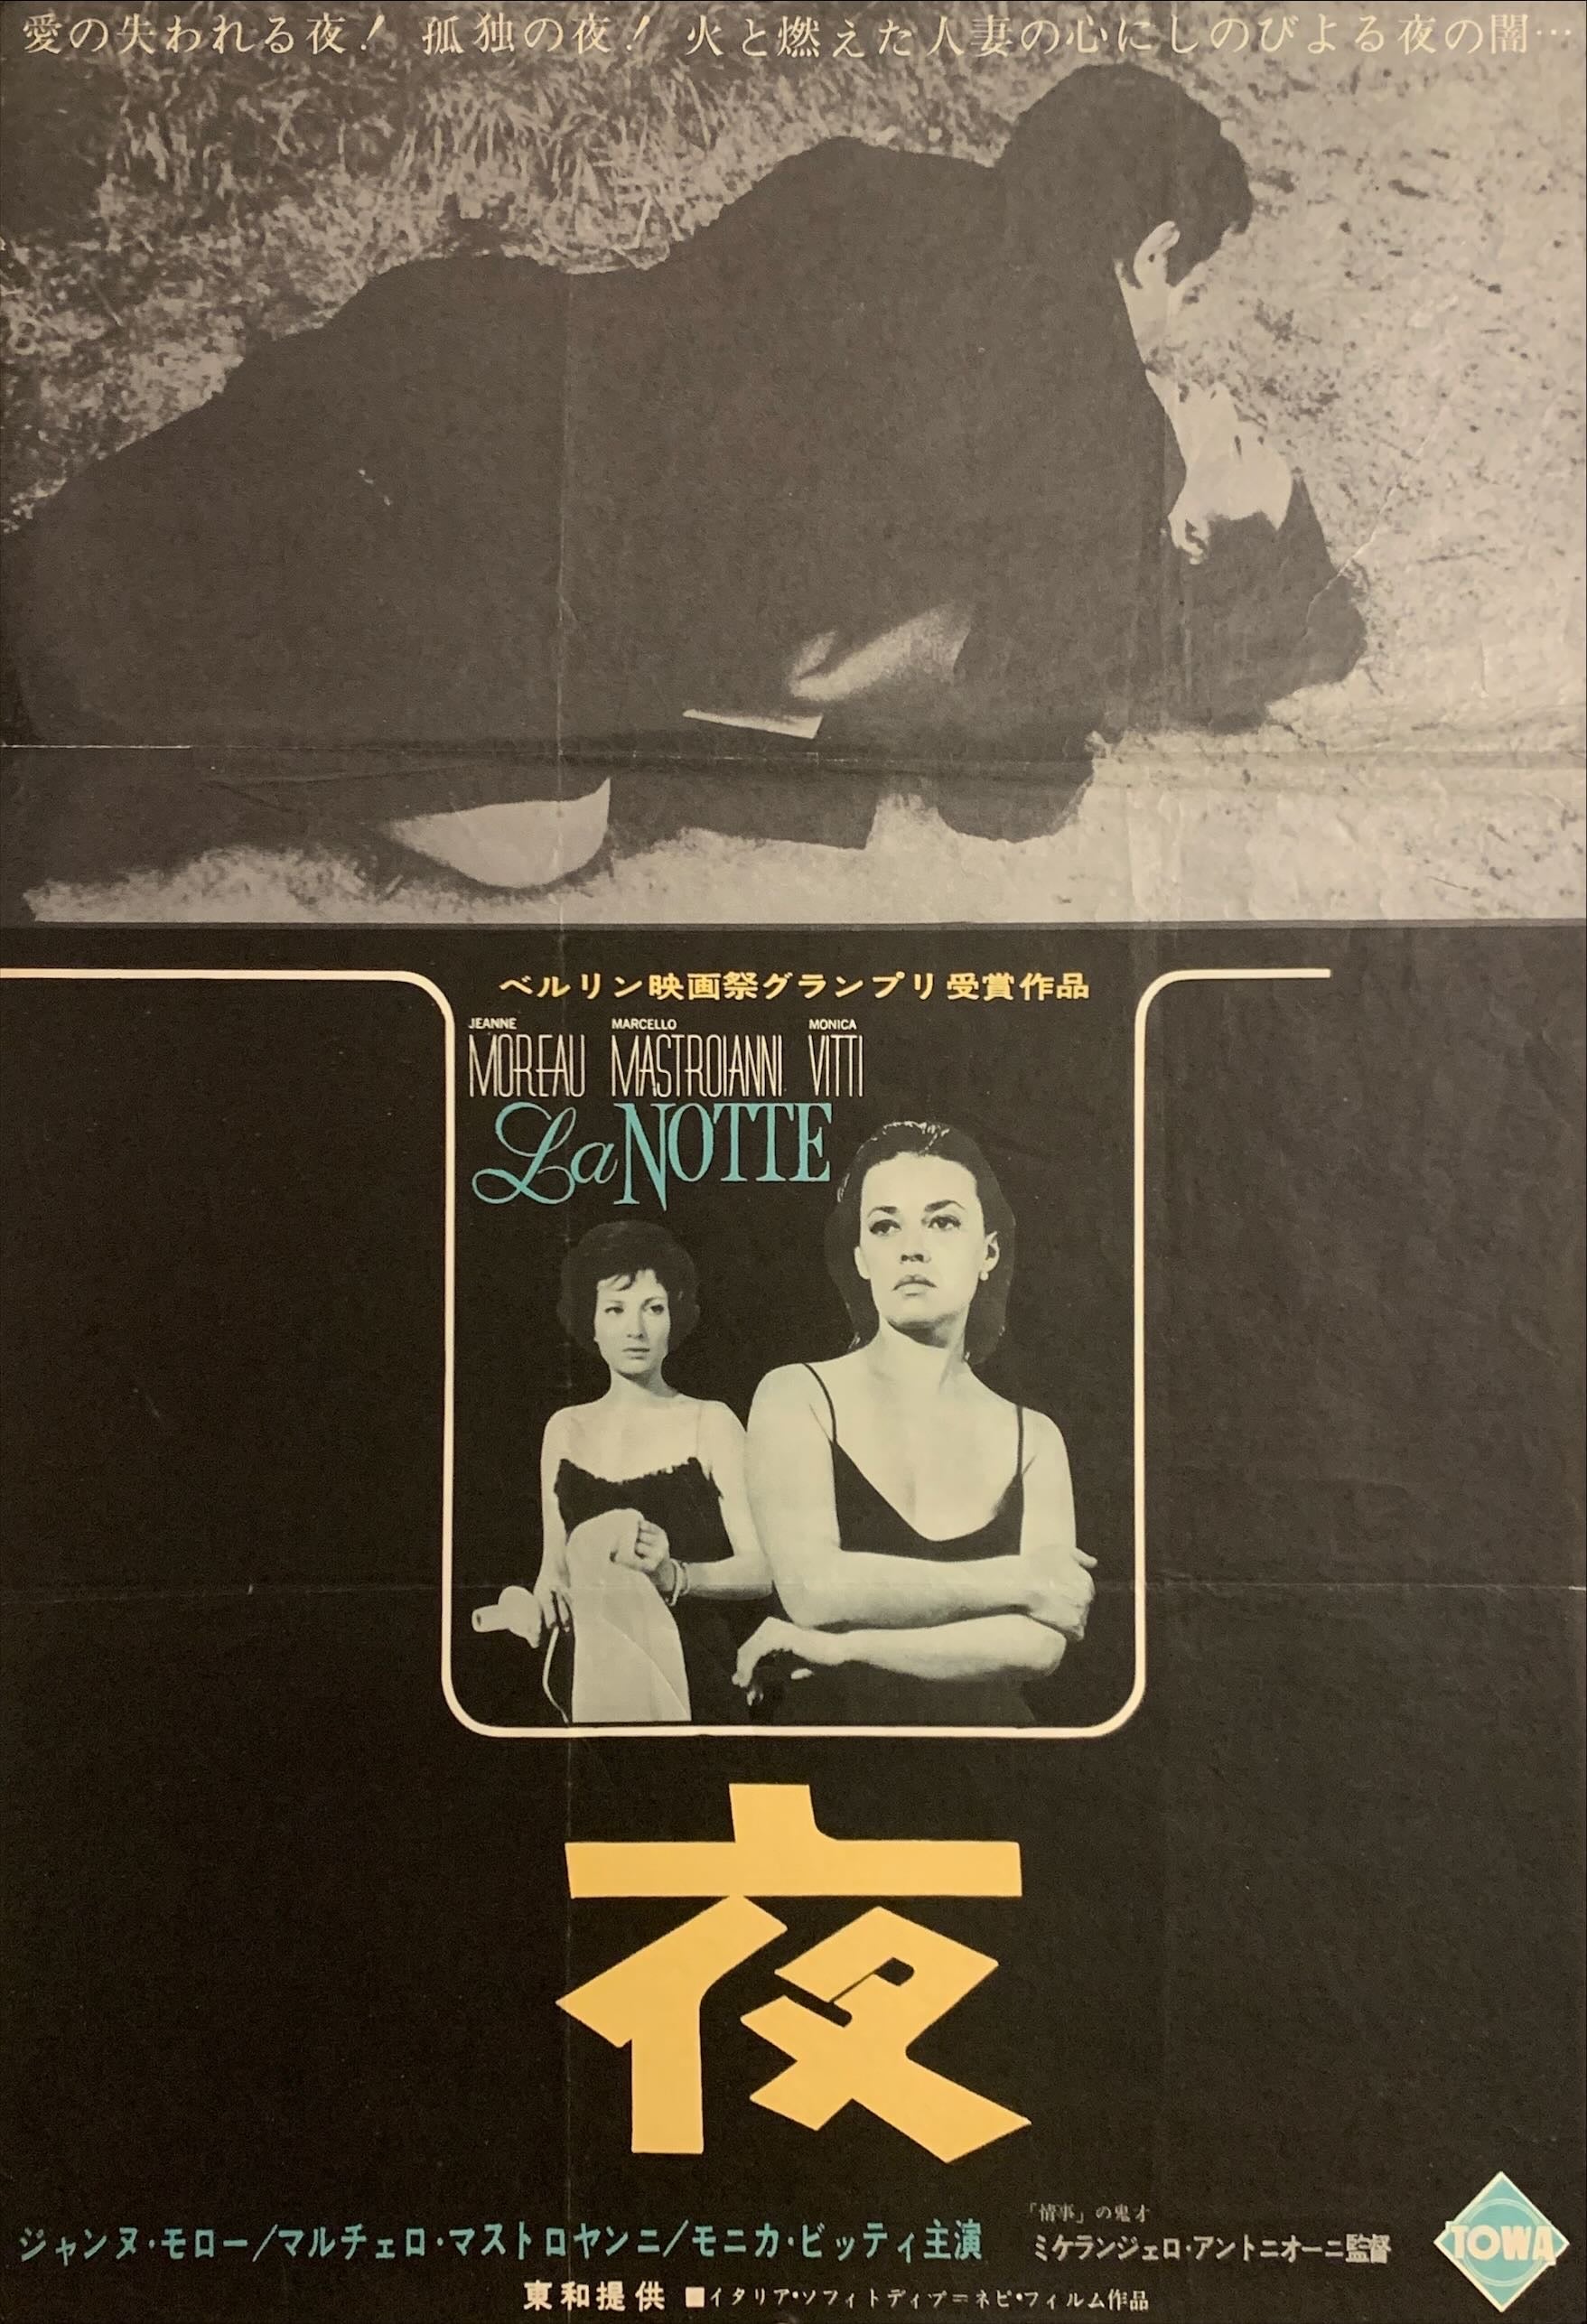 愛の失われる夜! 孤独の夜! 火と燃えた人妻の心にしのびよる夜の闇…
ベルリン映画祭グランプリ受賞作品
JEANNE MARCELLO MONICA
MOREAU MASTROIANNI VITTI
La NOTTE
夜
「情事」の鬼才
ジャンヌ・モロー/マルチェロ・マストロヤンニ/モニカ・ビッティ主演 ミケランジェロ・アントニオーニ監督
TOWA
東和提供 ■イタリア・ソフィトディプ=ネピ・フィルム作品